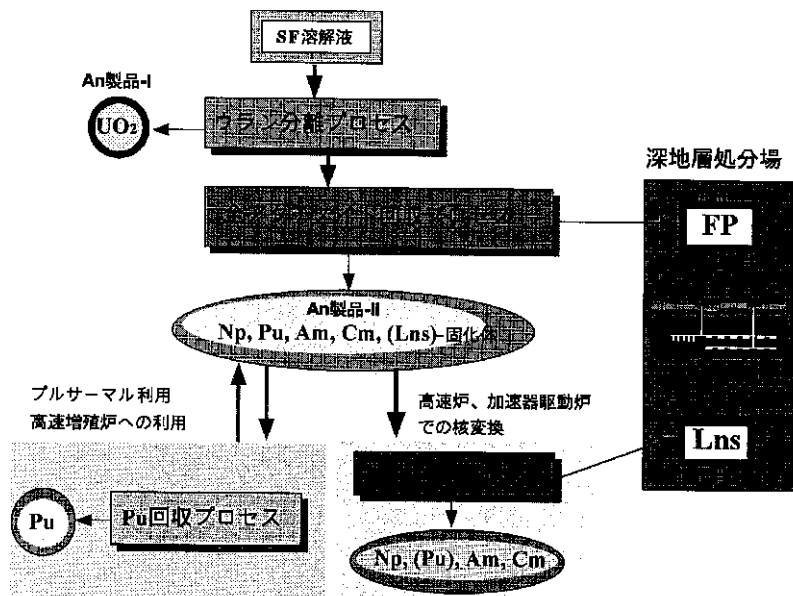 SF溶解液
An製品-I
UO₂
ウラン分離プロセス
深地層処分場
FP
An製品-II
Np, Pu, Am, Cm, (Lns)-固化体
プルサーマル利用
高速増殖炉への利用
高速炉、加速器駆動炉
での核変換
Lns
Pu
Pu回収プロセス
Np, (Pu), Am, Cm